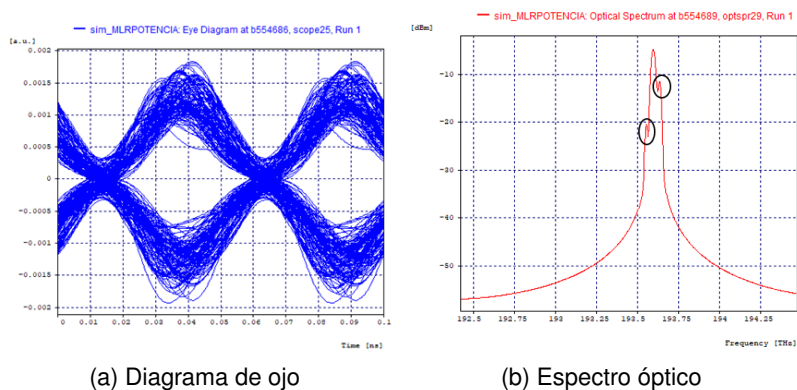 sim_MLRPOTENCIA: Eye Diagram at b554686, scope25, Run 1
[a.u.]
0.002
0.0015
0.001
0.0005
0
-0.0005
-0.001
-0.0015
-0.002
0 0.01 0.02 0.03 0.04 0.05 0.06 0.07 0.08 0.09 0.1
Time [ns]
(a) Diagrama de ojo
sim_MLRPOTENCIA: Optical Spectrum at b554689, optspr29, Run 1
[dBm]
-10
-20
-30
-40
-50
192.5 192.75 193 193.25 193.5 193.75 194 194.25
Frequency [THz]
(b) Espectro óptico